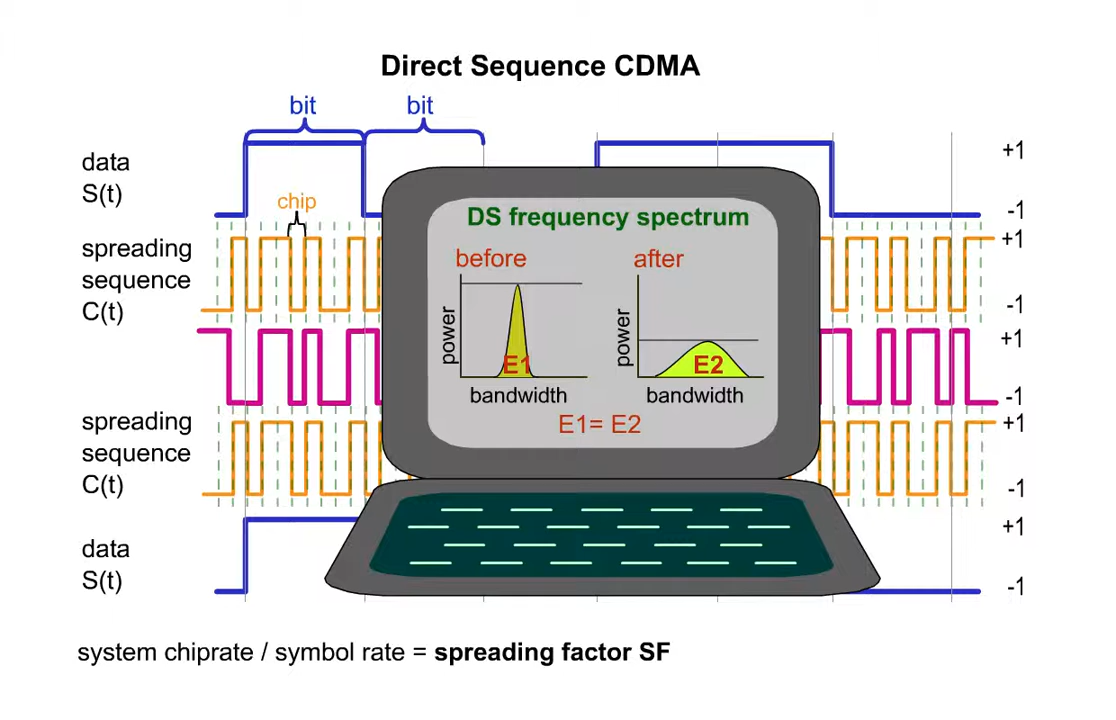 Direct Sequence CDMA
bit bit
data
S(t)
+1
-1
chip
spreading
sequence
C(t)
+1
-1
+1
-1
spreading
sequence
C(t)
+1
-1
data
S(t)
+1
-1
DS frequency spectrum
before after
power
E1
bandwidth
power
E2
bandwidth
E1= E2
system chiprate / symbol rate = spreading factor SF